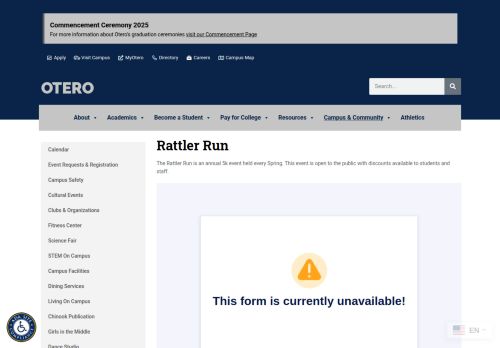 Commencement Ceremony 2025
For more information about Otero's graduation ceremonies visit our Commencement Page
Apply Visit Campus MyOtero Directory Careers Campus Map
OTERO
Search...
About Academics Become a Student Pay for College Resources Campus & Community Athletics
Calendar
Event Requests & Registration
Campus Safety
Cultural Events
Clubs & Organizations
Fitness Center
Science Fair
STEM On Campus
Campus Facilities
Dining Services
Living On Campus
Chinook Publication
Girls in the Middle
Dance Studio
Rattler Run
The Rattler Run is an annual 5k event held every Spring. This event is open to the public with discounts available to students and
staff
This form is currently unavailable!
EN